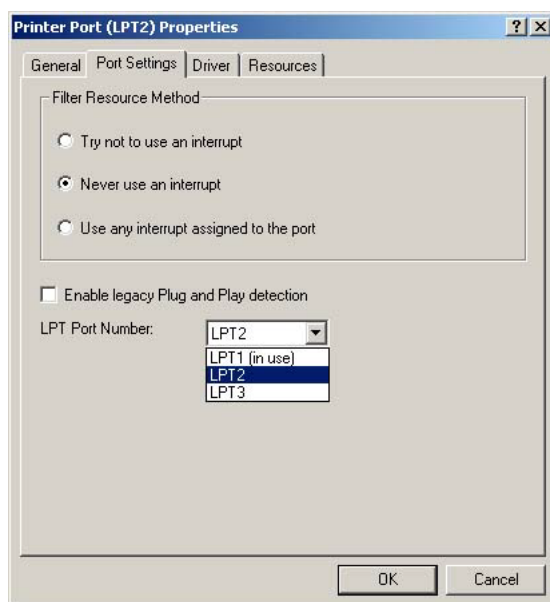 Printer Port (LPT2) Properties
General Port Settings Driver Resources
Filter Resource Method
Try not to use an interrupt
Never use an interrupt
Use any interrupt assigned to the port
Enable legacy Plug and Play detection
LPT Port Number: LPT2
LPT1 (in use)
LPT2
LPT3
OK Cancel